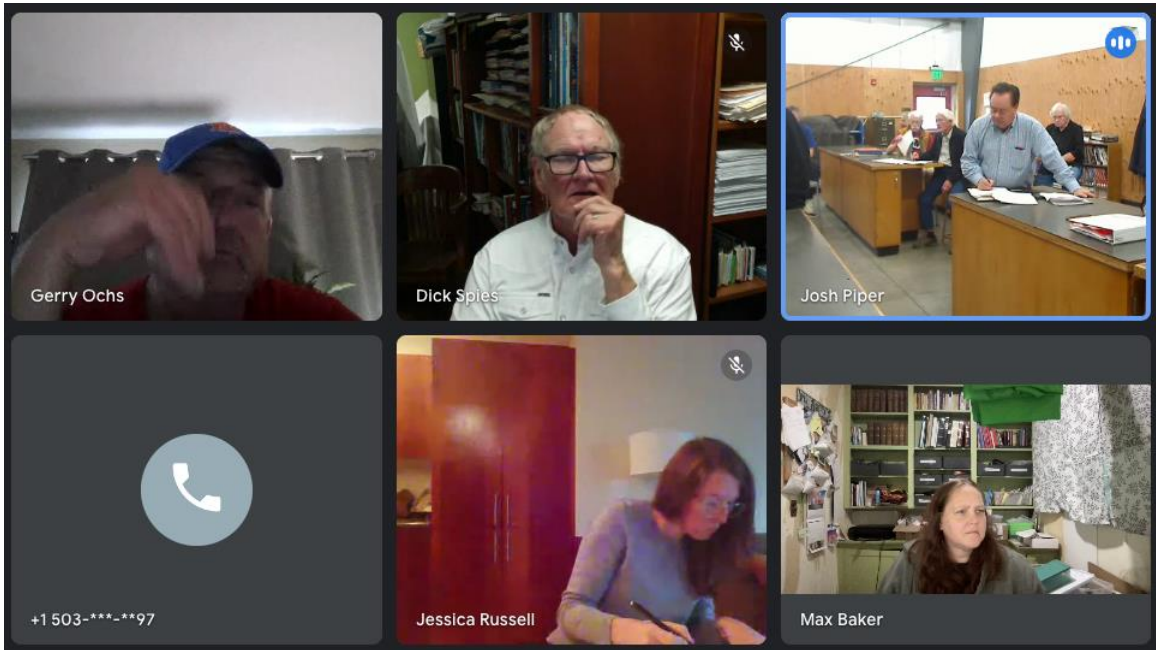 Gerry Ochs
Dick Spies
Josh Piper
+1 503-***-**97
Jessica Russell
Max Baker